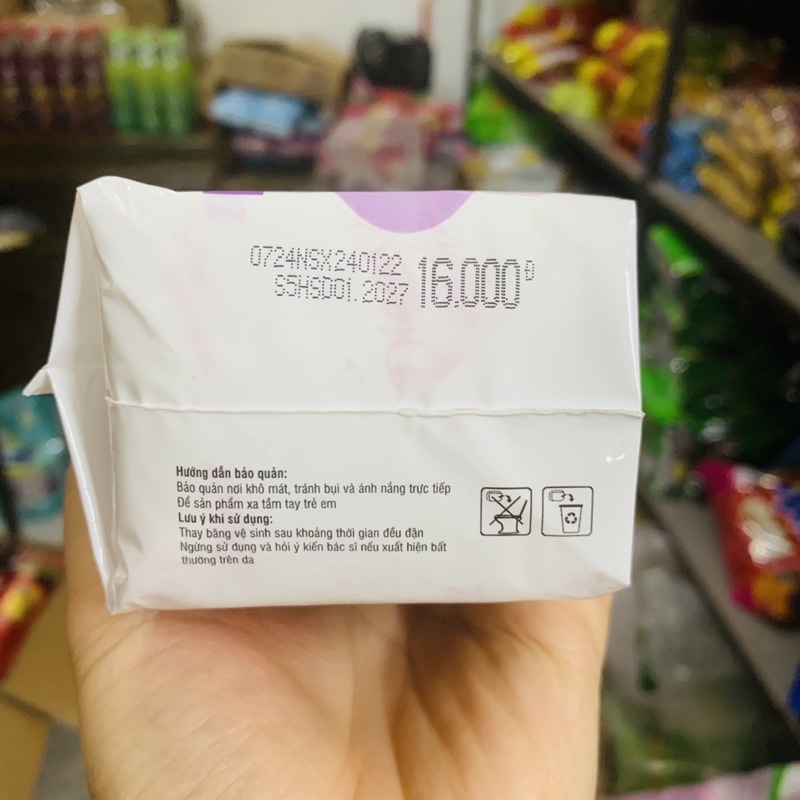 0724NSX240122
S5HSD01.2027 16,000đ
Hướng dẫn bảo quản:
Bảo quản nơi khô mát, tránh bụi và ánh nắng trực tiếp
Để sản phẩm xa tầm tay trẻ em
Lưu ý khi sử dụng:
Thay băng vệ sinh sau khoảng thời gian đều đặn
Ngừng sử dụng và hỏi ý kiến bác sĩ nếu xuất hiện bất
thường trên da